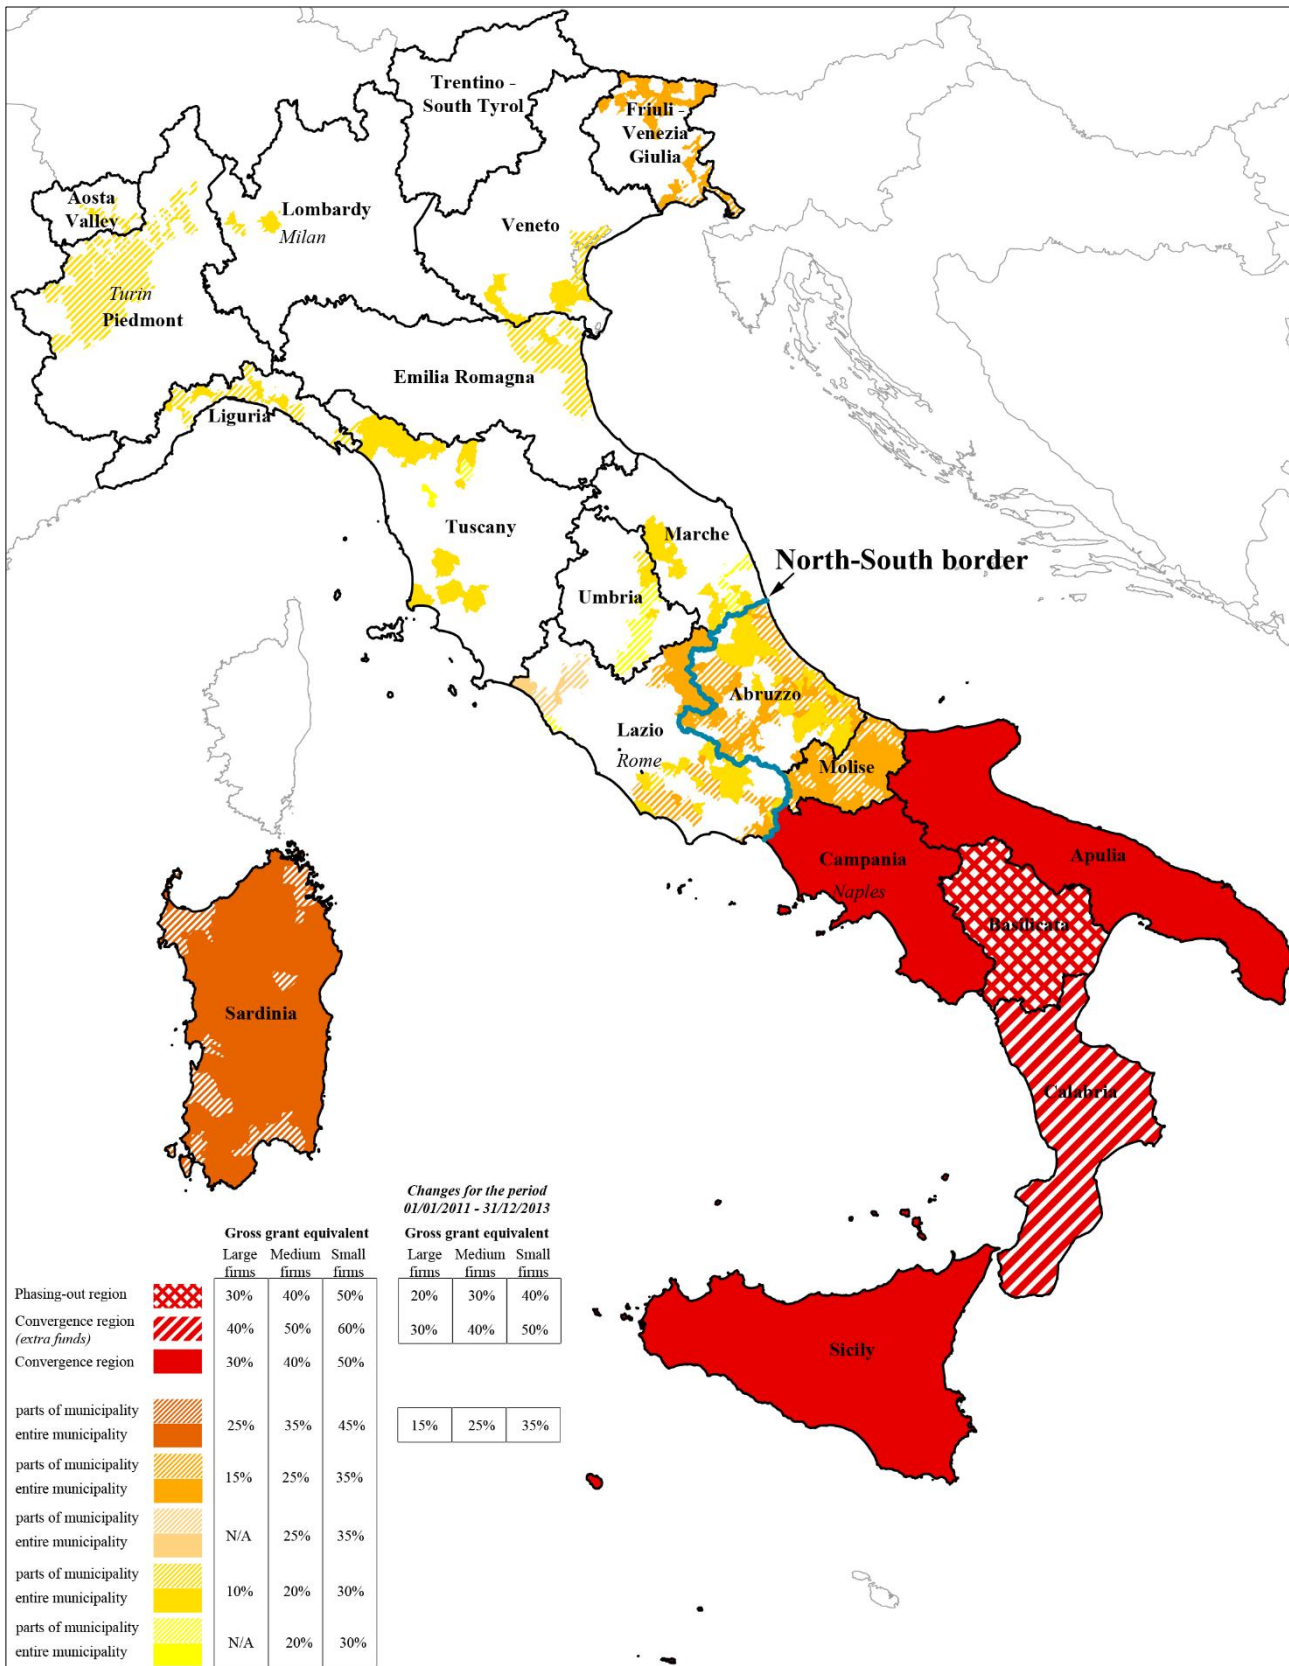 Trentino -
South Tyrol
Friuli -
Venezia
Giulia
Aosta
Valley
Lombardy
Milan
Veneto
Turin
Piedmont
Emilia Romagna
Liguria
Tuscany
Marche
North-South border
Umbria
Abruzzo
Lazio
Rome
Molise
Campania
Naples
Apulia
Basilicata
Sardinia
Calabria
Sicily
Changes for the period
01/01/2011 - 31/12/2013
Gross grant equivalent Gross grant equivalent
Large Medium Small Large Medium Small
firms firms firms firms firms firms
Phasing-out region 30% 40% 50% 20% 30% 40%
Convergence region
(extra funds) 40% 50% 60% 30% 40% 50%
Convergence region 30% 40% 50%
parts of municipality
25% 35% 45% 15% 25% 35%
entire municipality
parts of municipality
15% 25% 35%
entire municipality
parts of municipality
N/A 25% 35%
entire municipality
parts of municipality
10% 20% 30%
entire municipality
parts of municipality
N/A 20% 30%
entire municipality